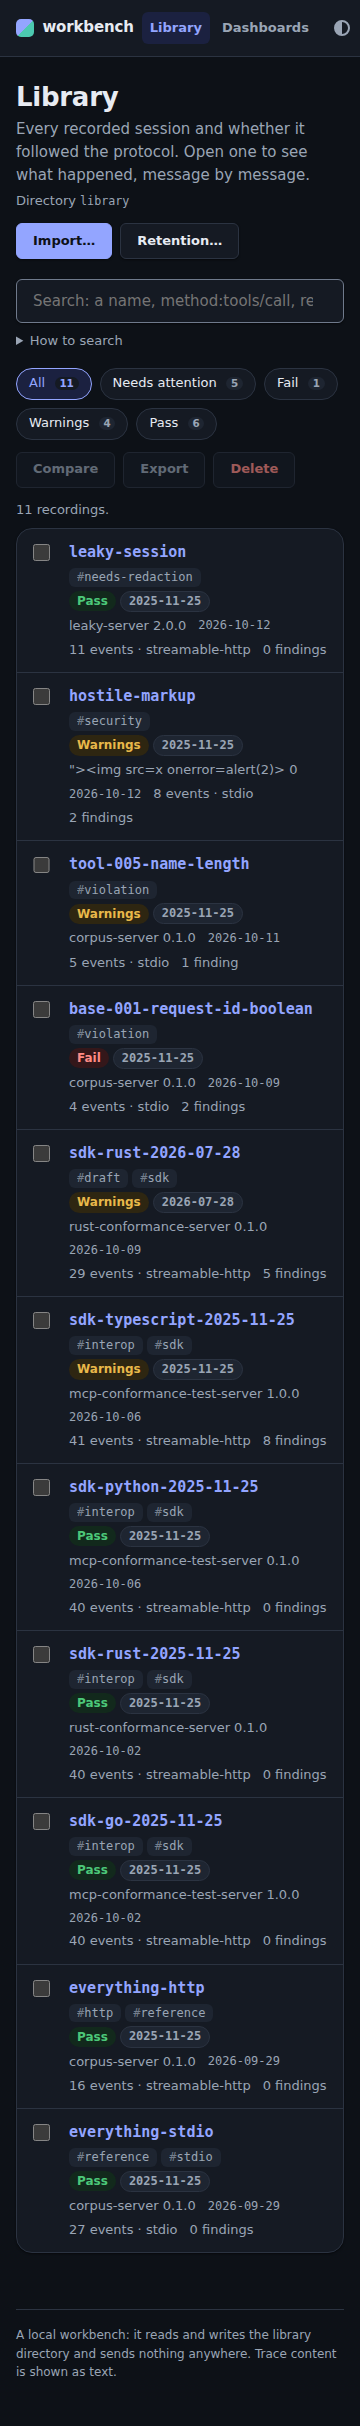 workbench Library Dashboards
Library
Every recorded session and whether it
followed the protocol. Open one to see
what happened, message by message.
Directory library
Import… Retention…
Search: a name, method:tools/call, re
How to search
All 11 Needs attention 5 Fail 1
Warnings 4 Pass 6
Compare Export Delete
11 recordings.
leaky-session
#needs-redaction
Pass 2025-11-25
leaky-server 2.0.0 2026-10-12
11 events · streamable-http 0 findings
hostile-markup
#security
Warnings 2025-11-25
"><img src=x onerror=alert(2)> 0
2026-10-12 8 events · stdio
2 findings
tool-005-name-length
#violation
Warnings 2025-11-25
corpus-server 0.1.0 2026-10-11
5 events · stdio 1 finding
base-001-request-id-boolean
#violation
Fail 2025-11-25
corpus-server 0.1.0 2026-10-09
4 events · stdio 2 findings
sdk-rust-2026-07-28
#draft #sdk
Warnings 2026-07-28
rust-conformance-server 0.1.0
2026-10-09
29 events · streamable-http 5 findings
sdk-typescript-2025-11-25
#interop #sdk
Warnings 2025-11-25
mcp-conformance-test-server 1.0.0
2026-10-06
41 events · streamable-http 8 findings
sdk-python-2025-11-25
#interop #sdk
Pass 2025-11-25
mcp-conformance-test-server 0.1.0
2026-10-06
40 events · streamable-http 0 findings
sdk-rust-2025-11-25
#interop #sdk
Pass 2025-11-25
rust-conformance-server 0.1.0
2026-10-02
40 events · streamable-http 0 findings
sdk-go-2025-11-25
#interop #sdk
Pass 2025-11-25
mcp-conformance-test-server 1.0.0
2026-10-02
40 events · streamable-http 0 findings
everything-http
#http #reference
Pass 2025-11-25
corpus-server 0.1.0 2026-09-29
16 events · streamable-http 0 findings
everything-stdio
#reference #stdio
Pass 2025-11-25
corpus-server 0.1.0 2026-09-29
27 events · stdio 0 findings
A local workbench: it reads and writes the library
directory and sends nothing anywhere. Trace content
is shown as text.